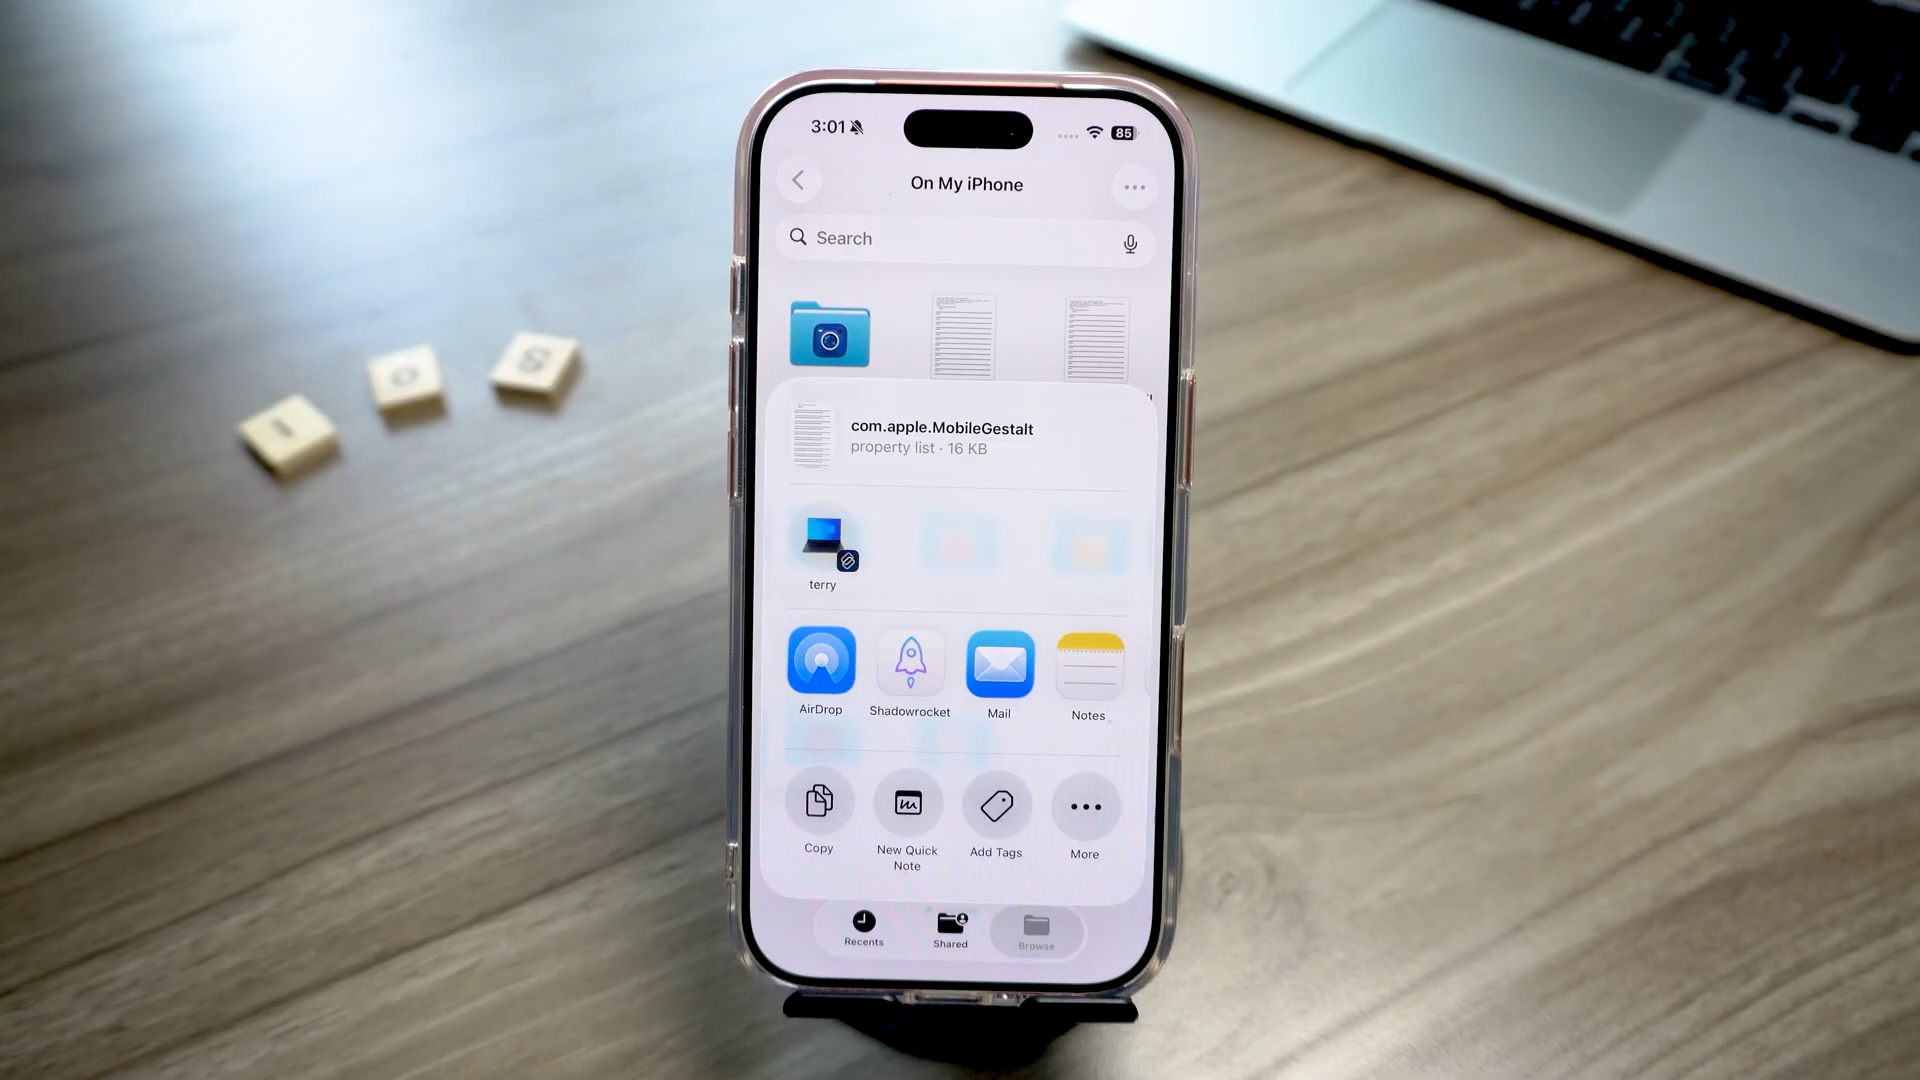 3:01
85
On My iPhone
Search
com.apple.MobileGestalt
property list · 16 KB
terry
AirDrop
Shadowrocket
Mail
Notes
Copy
New Quick
Note
Add Tags
More
Recents
Shared
Browse
I O S